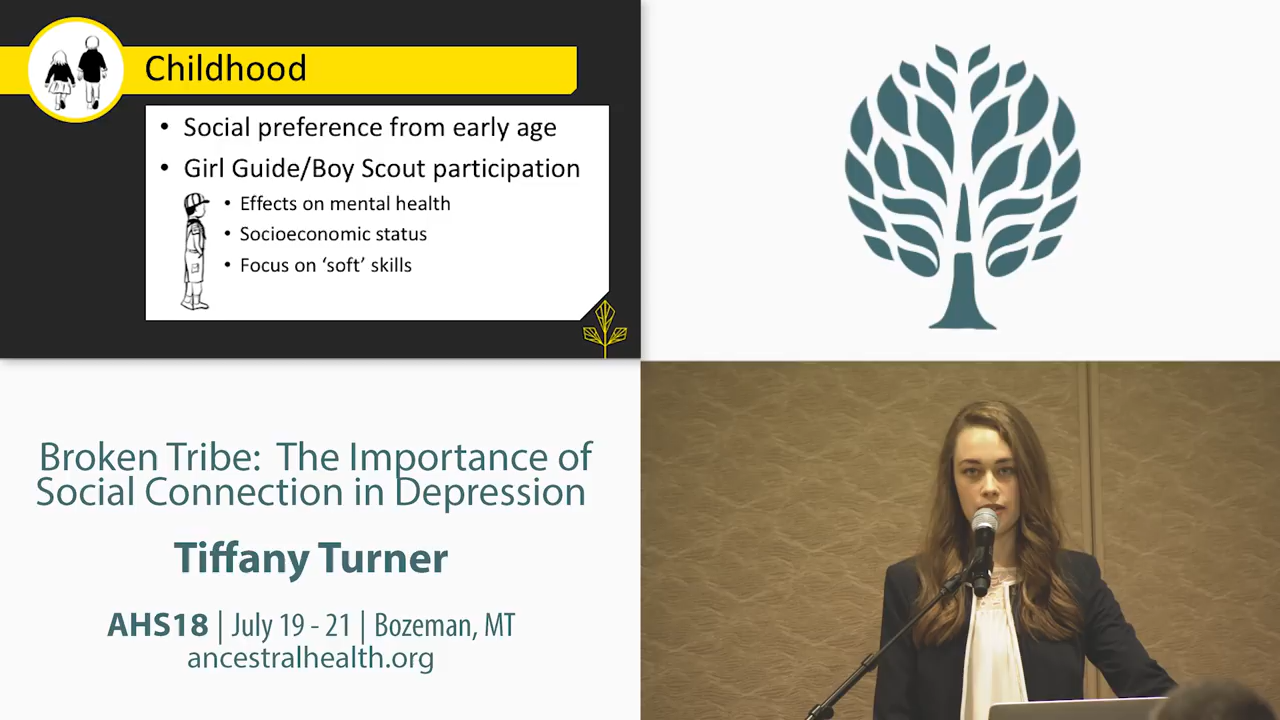 Childhood
• Social preference from early age
• Girl Guide/Boy Scout participation
• Effects on mental health
• Socioeconomic status
• Focus on ‘soft’ skills
Broken Tribe: The Importance of
Social Connection in Depression
Tiffany Turner
AHS18 | July 19 - 21 | Bozeman, MT
ancestralhealth.org